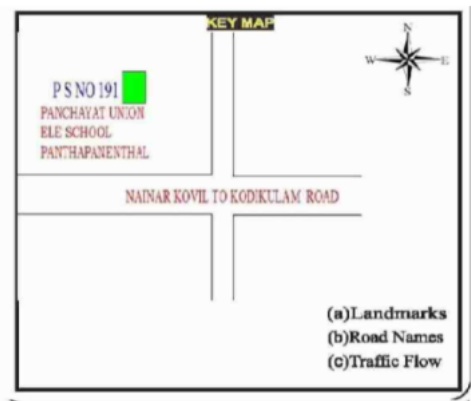 KEY MAP
N
W E
S
P S NO 191
PANCHAYAT UNION
ELE SCHOOL
PANTHAPANENTHAL
NAINAR KOVIL TO KODIKULAM ROAD
(a)Landmarks
(b)Road Names
(c)Traffic Flow